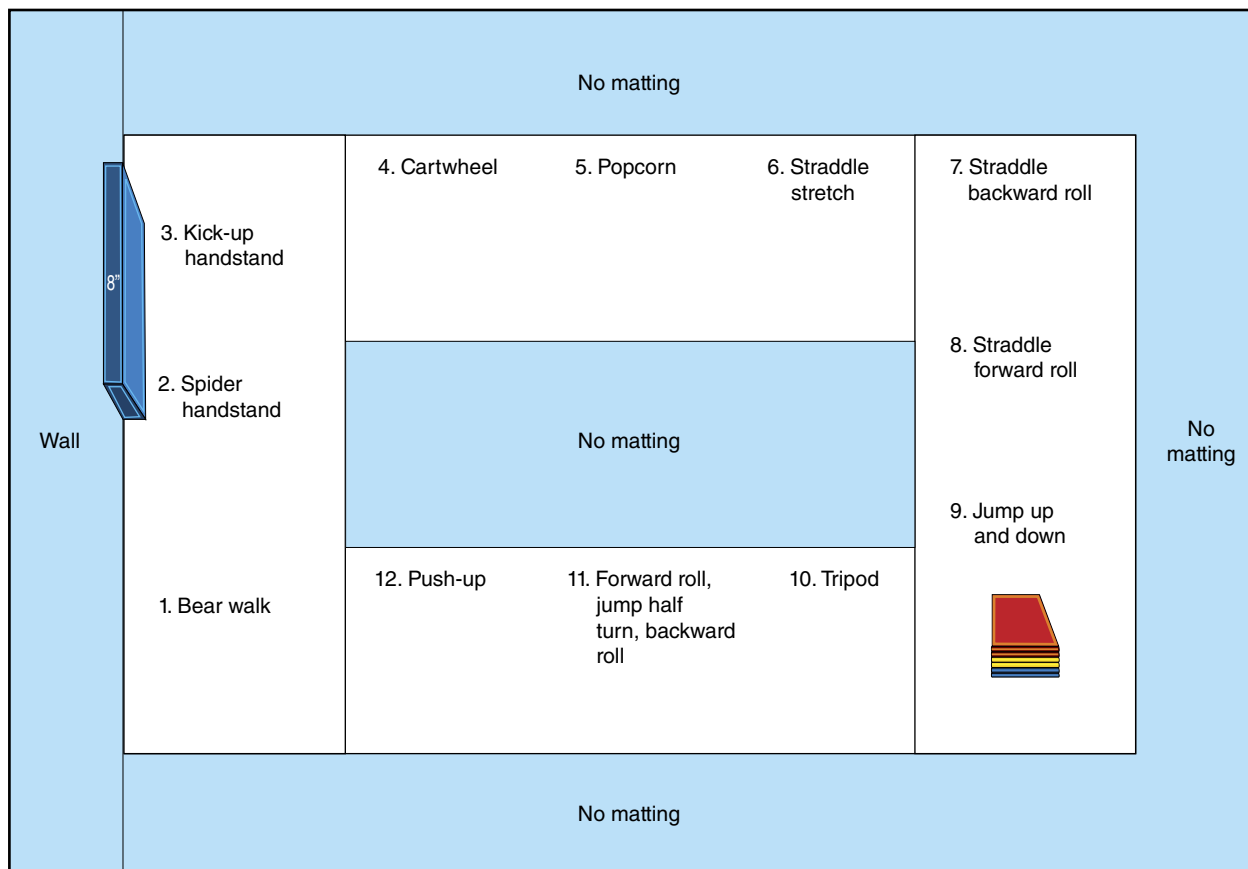 No matting
4. Cartwheel
5. Popcorn
6. Straddle
stretch
7. Straddle
backward roll
3. Kick-up
handstand
8"
2. Spider
handstand
8. Straddle
forward roll
Wall
No matting
No
matting
9. Jump up
and down
1. Bear walk
12. Push-up
11. Forward roll,
jump half
turn, backward
roll
10. Tripod
No matting